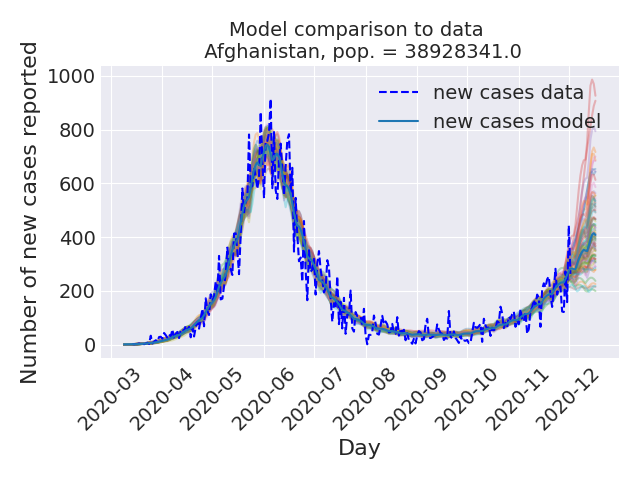 Model comparison to data
Afghanistan, pop. = 38928341.0
Number of new cases reported
1000
800
600
400
200
0
new cases data
new cases model
2020-03
2020-04
2020-05
2020-06
2020-07
2020-08
2020-09
2020-10
2020-11
2020-12
Day